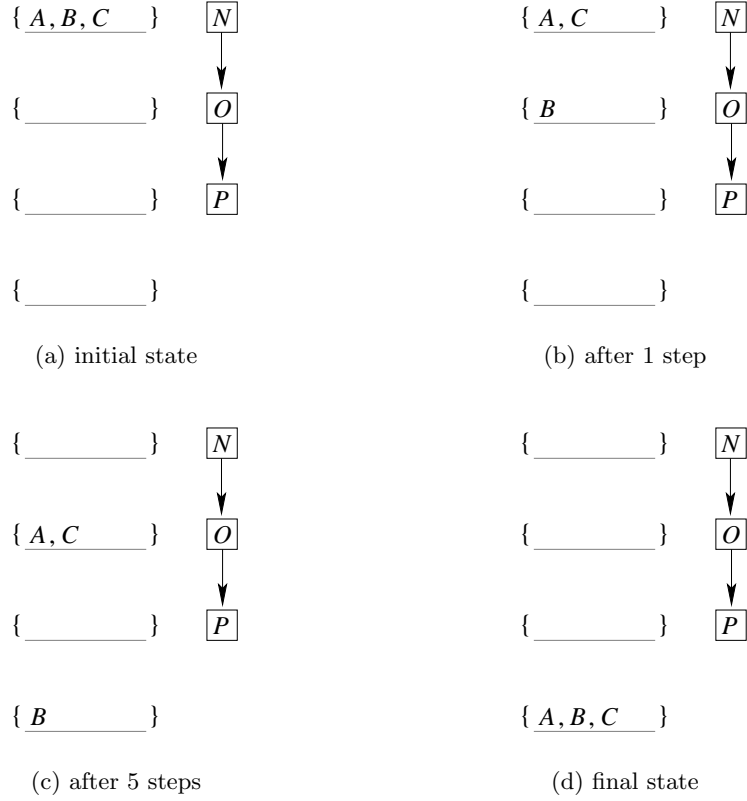 { A, B, C } N
{ } O
{ } P
{ }
(a) initial state
{ A, C } N
{ B } O
{ } P
{ }
(b) after 1 step
{ } N
{ A, C } O
{ } P
{ B }
(c) after 5 steps
{ } N
{ } O
{ } P
{ A, B, C }
(d) final state